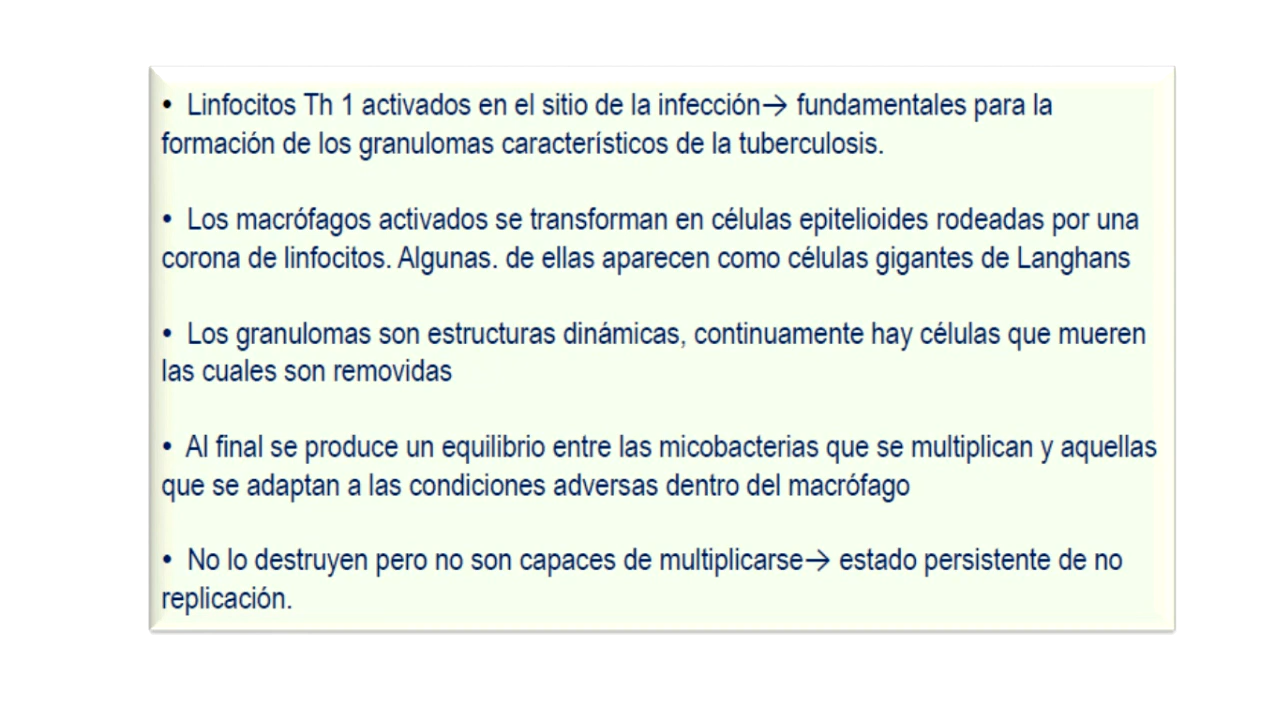 • Linfocitos Th 1 activados en el sitio de la infección→ fundamentales para la
formación de los granulomas característicos de la tuberculosis.
• Los macrófagos activados se transforman en células epitelioides rodeadas por una
corona de linfocitos. Algunas. de ellas aparecen como células gigantes de Langhans
• Los granulomas son estructuras dinámicas, continuamente hay células que mueren
las cuales son removidas
• Al final se produce un equilibrio entre las micobacterias que se multiplican y aquellas
que se adaptan a las condiciones adversas dentro del macrófago
• No lo destruyen pero no son capaces de multiplicarse→ estado persistente de no
replicación.